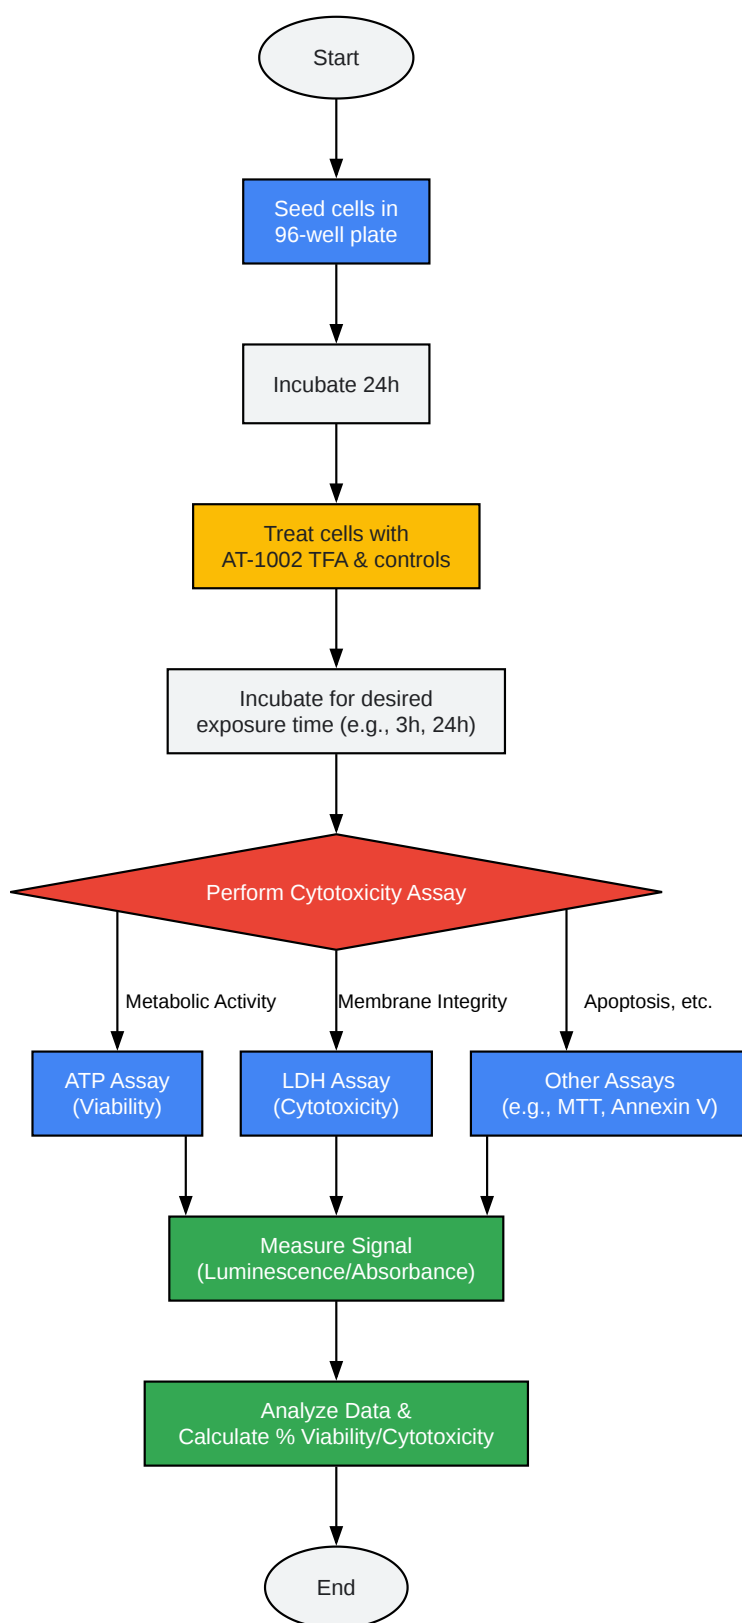 Start
Seed cells in
96-well plate
Incubate 24h
Treat cells with
AT-1002 TFA & controls
Incubate for desired
exposure time (e.g., 3h, 24h)
Perform Cytotoxicity Assay
Metabolic Activity
Membrane Integrity
Apoptosis, etc.
ATP Assay
(Viability)
LDH Assay
(Cytotoxicity)
Other Assays
(e.g., MTT, Annexin V)
Measure Signal
(Luminescence/Absorbance)
Analyze Data &
Calculate % Viability/Cytotoxicity
End